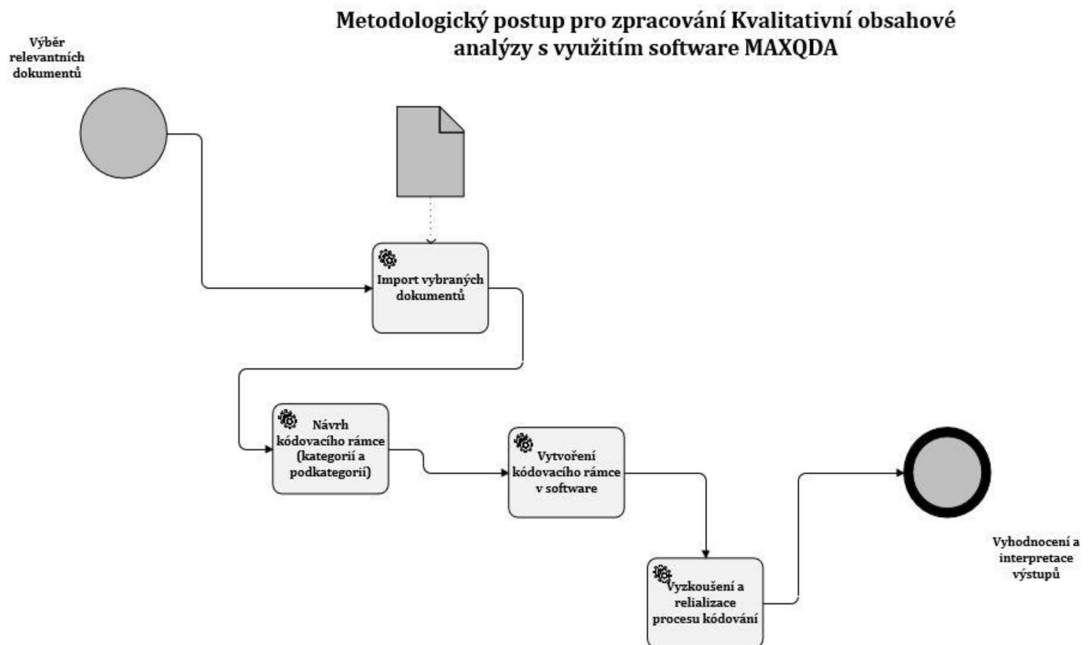 Metodologický postup pro zpracování Kvalitativní obsahové
analýzy s využitím software MAXQDA
Výběr
relevantních
dokumentů
Import vybraných
dokumentů
Návrh
kódovacího rámce
(kategorií a
podkategorií)
Vytvoření
kódovacího rámce
v software
Vyzkoušení a
relializace
procesu kódování
Vyhodnocení a
interpretace
výstupů